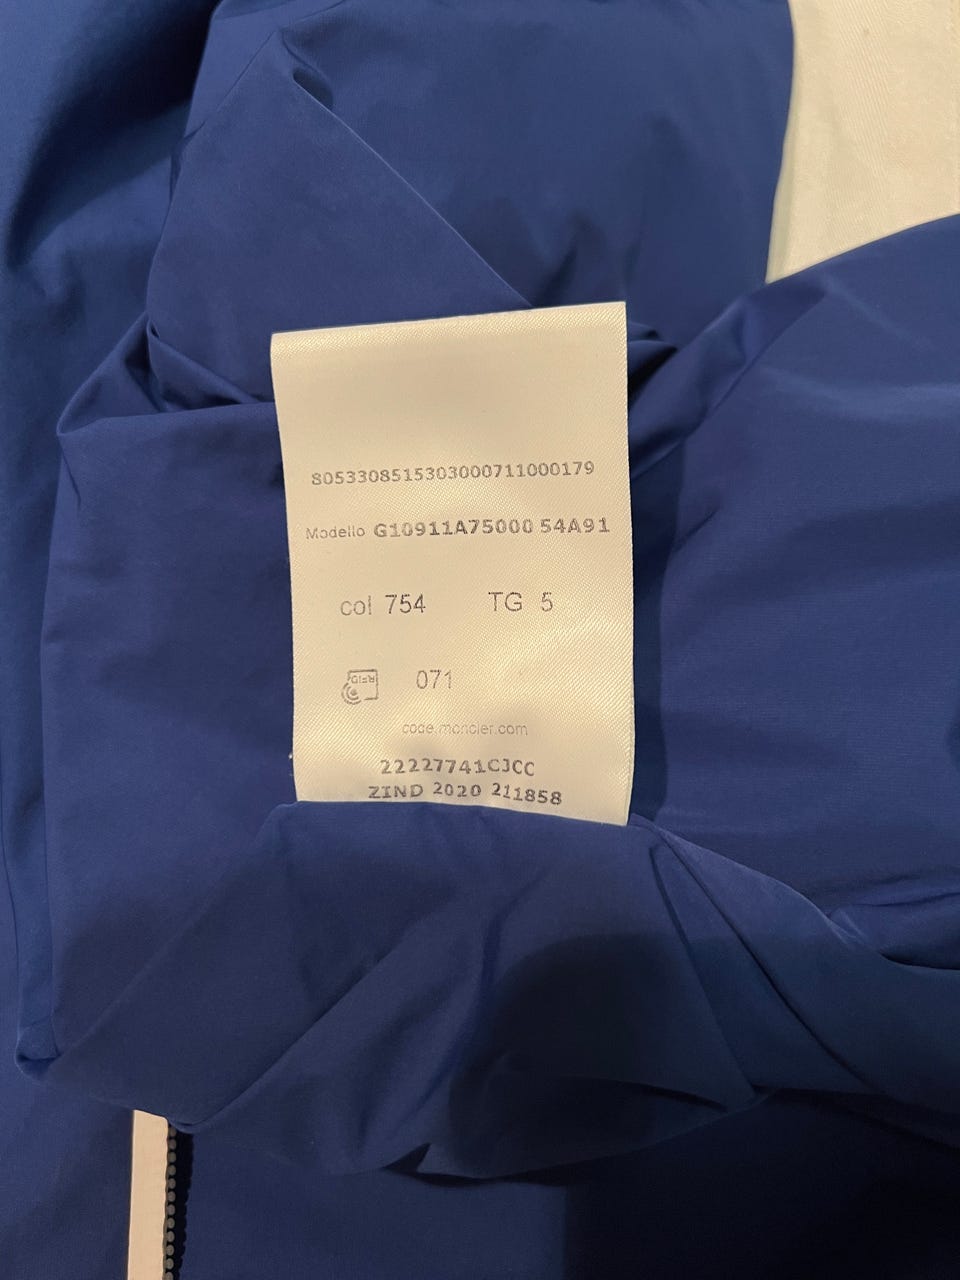 8053308515303000711000179
Modello G10911A75000 54A91
col 754 TG 5
RFID 071
code.moncler.com
22227741CJCC
ZIND 2020 211858